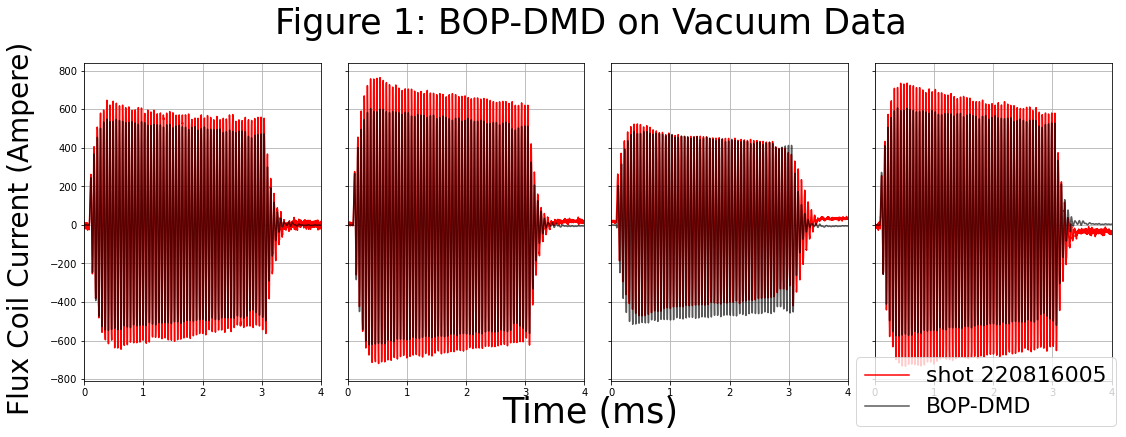 Figure 1: BOP-DMD on Vacuum Data
Flux Coil Current (Ampere)
800
600
400
200
0
−200
−400
−600
−800
0 1 2 3 4
0 1 2 3 4
0 1 2 3 4
0 1 2 3 4
Time (ms)
shot 220816005
BOP-DMD